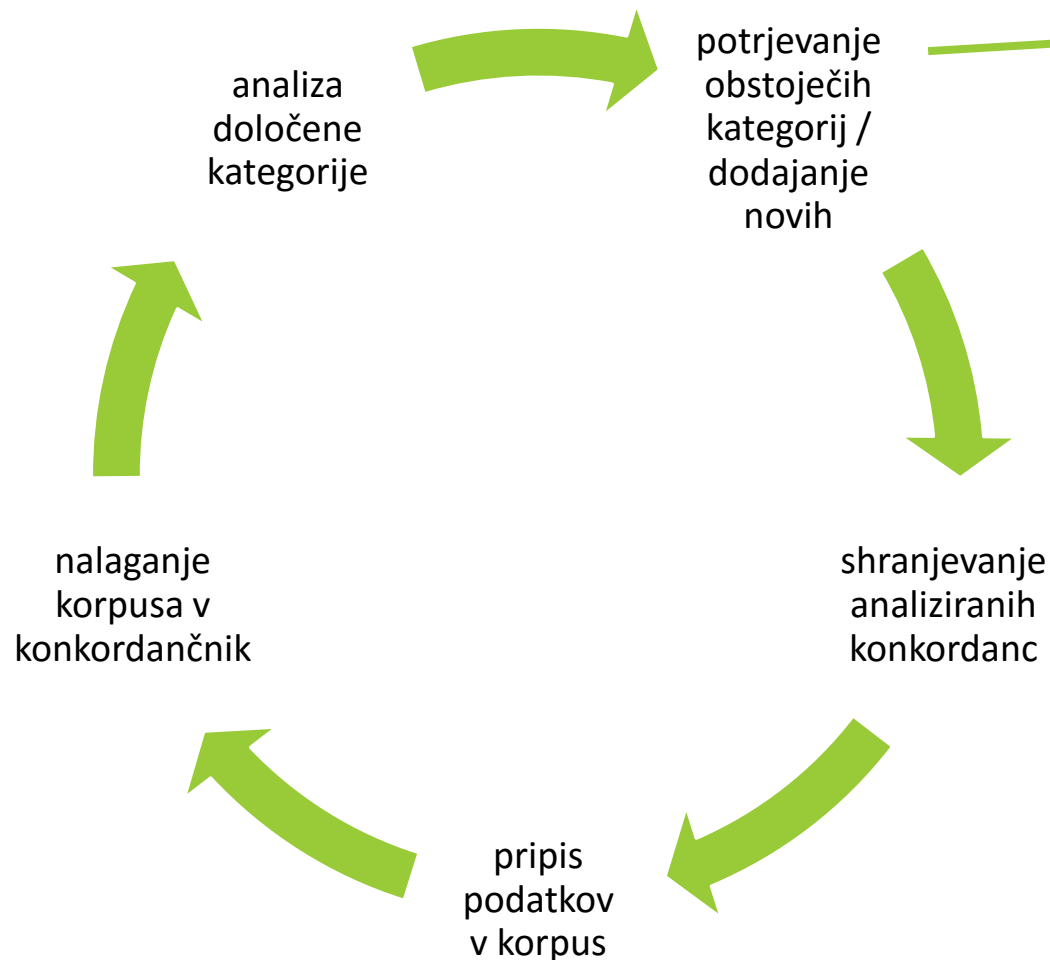 analiza
določene
kategorije
potrjevanje
obstoječih
kategorij /
dodajanje
novih
shranjevanje
analiziranih
konkordanc
pripis
podatkov
v korpus
nalaganje
korpusa v
konkordančnik